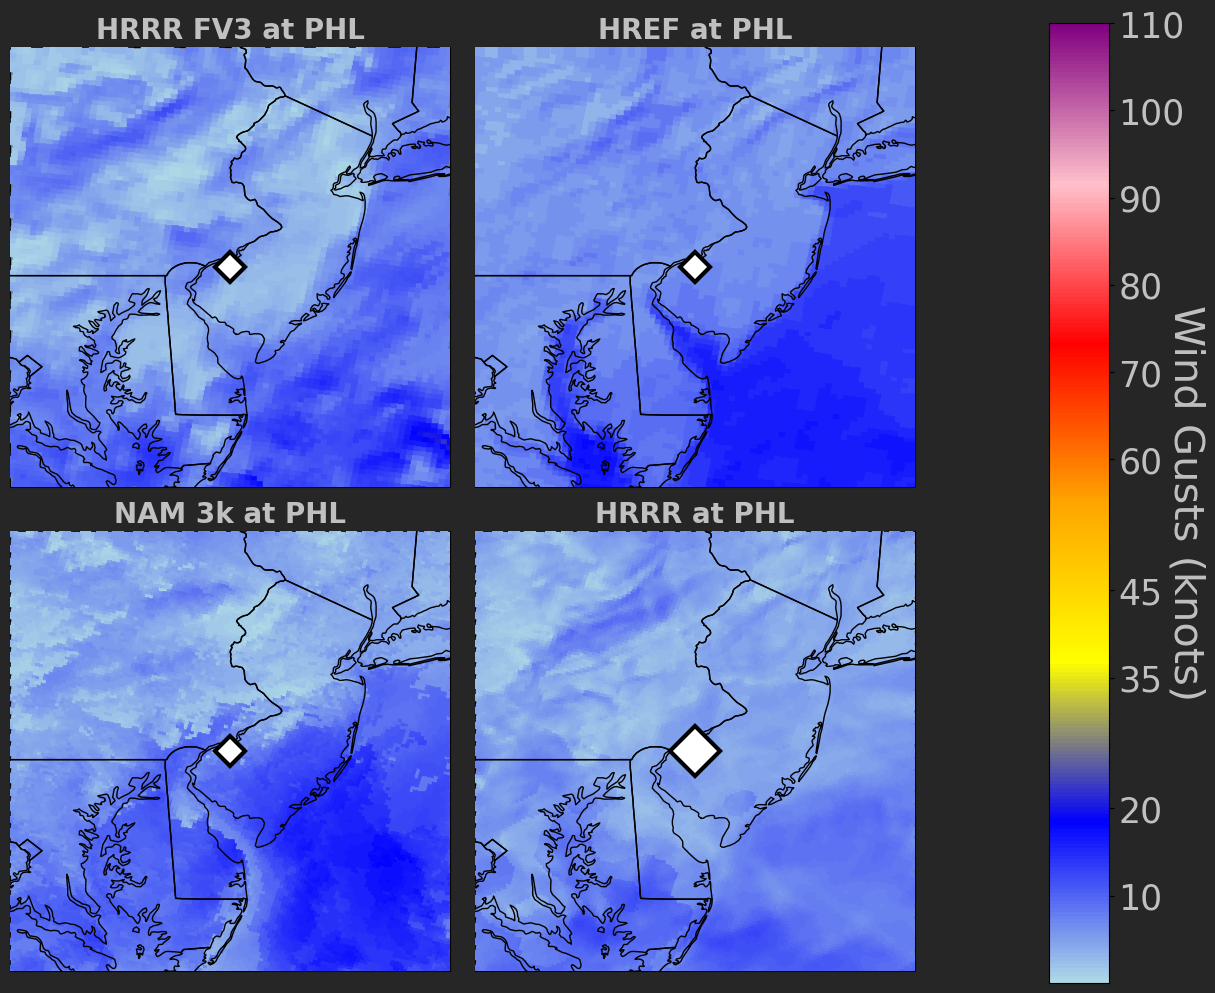 HRRR FV3 at PHL
HREF at PHL
NAM 3k at PHL
HRRR at PHL
110
100
90
80
70
60
45
35
20
10
Wind Gusts (knots)